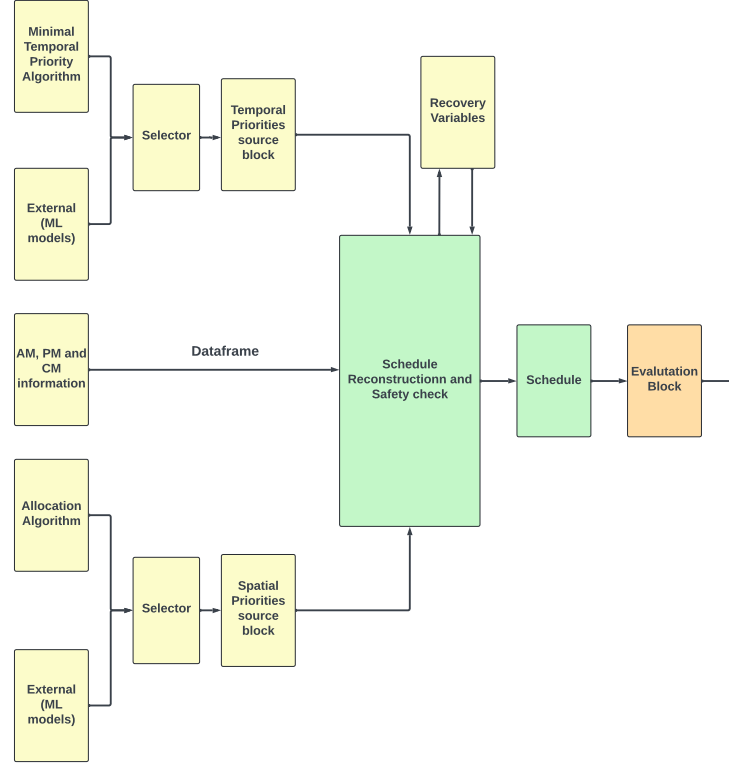 Minimal
Temporal
Priority
Algorithm
Selector
Temporal
Priorities
source
block
Recovery
Variables
External
(ML
models)
AM, PM and
CM
information
Dataframe
Schedule
Reconstructionn and
Safety check
Schedule
Evalutation
Block
Allocation
Algorithm
Selector
Spatial
Priorities
source
block
External
(ML
models)